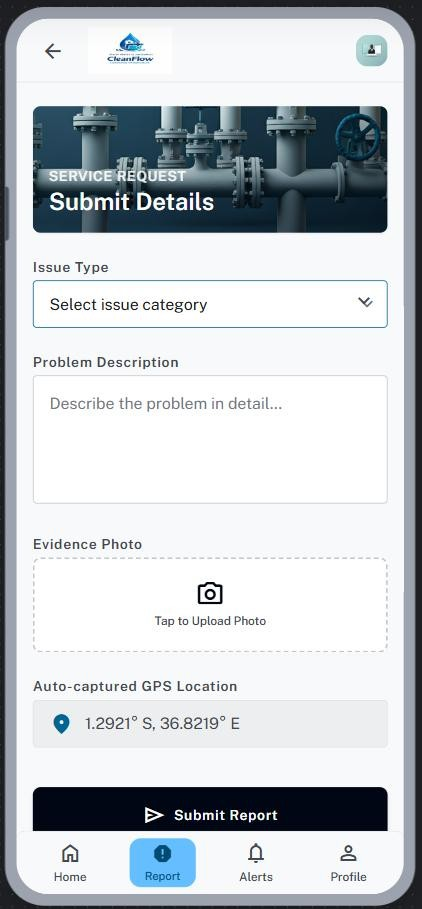 CleanFlow
SERVICE REQUEST
Submit Details
Issue Type
Select issue category
Problem Description
Describe the problem in detail...
Evidence Photo
Tap to Upload Photo
Auto-captured GPS Location
1.2921° S, 36.8219° E
Submit Report
Home
Report
Alerts
Profile